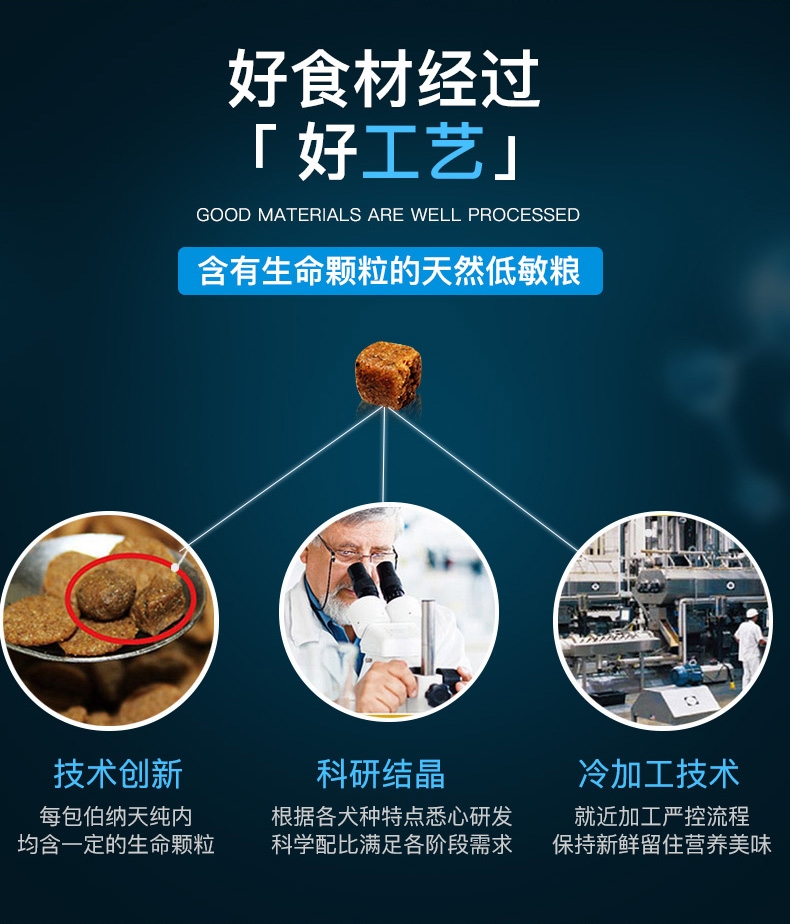 好食材经过
「好工艺」
GOOD MATERIALS ARE WELL PROCESSED
含有生命颗粒的天然低敏粮
技术创新
每包伯纳天纯内
均含一定的生命颗粒
科研结晶
根据各犬种特点悉心研发
科学配比满足各阶段需求
冷加工技术
就近加工严控流程
保持新鲜留住营养美味